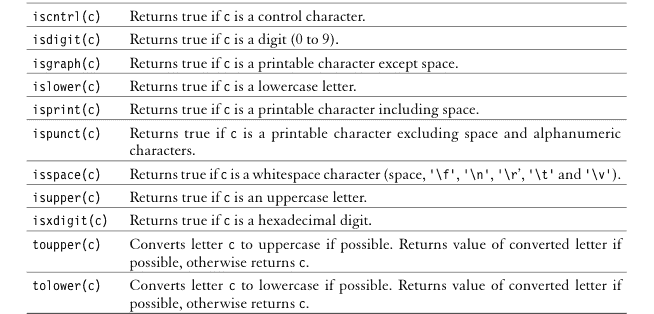 iscntrl(c) Returns true if c is a control character.
isdigit(c) Returns true if c is a digit (0 to 9).
isgraph(c) Returns true if c is a printable character except space.
islower(c) Returns true if c is a lowercase letter.
isprint(c) Returns true if c is a printable character including space.
ispunct(c) Returns true if c is a printable character excluding space and alphanumeric
characters.
isspace(c) Returns true if c is a whitespace character (space, '\f', '\n', '\r', '\t' and '\v').
isupper(c) Returns true if c is an uppercase letter.
isxdigit(c) Returns true if c is a hexadecimal digit.
toupper(c) Converts letter c to uppercase if possible. Returns value of converted letter if
possible, otherwise returns c.
tolower(c) Converts letter c to lowercase if possible. Returns value of converted letter if
possible, otherwise returns c.